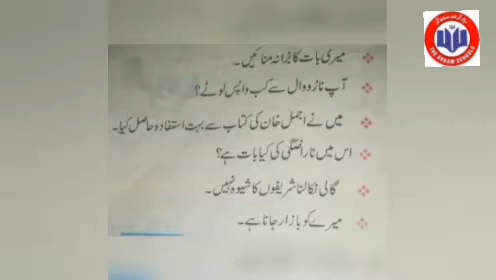 میری بات کا بُرا نہ منائیں۔
آپ نارووال سے کب واپس لوٹے؟
میں نے اجمل خان کی کتاب سے بہت استفادہ حاصل کیا۔
اس میں ناراضگی کی کیا بات ہے؟
گالی نکالنا شریفوں کا شیوہ نہیں۔
میرے کو بازار جانا ہے۔